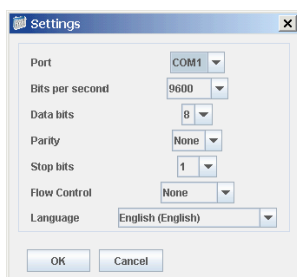 Settings
Port COM1
Bits per second 9600
Data bits 8
Parity None
Stop bits 1
Flow Control None
Language English (English)
OK Cancel